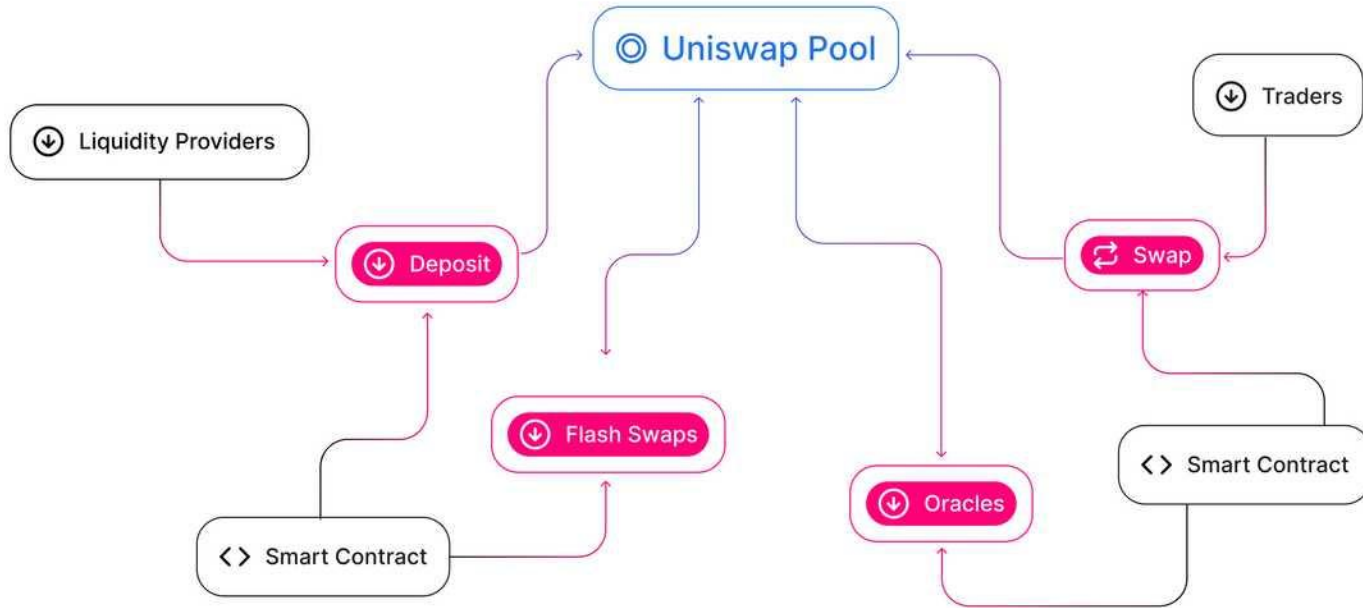 Uniswap Pool
Traders
Liquidity Providers
Deposit
Swap
Flash Swaps
Smart Contract
Oracles
Smart Contract